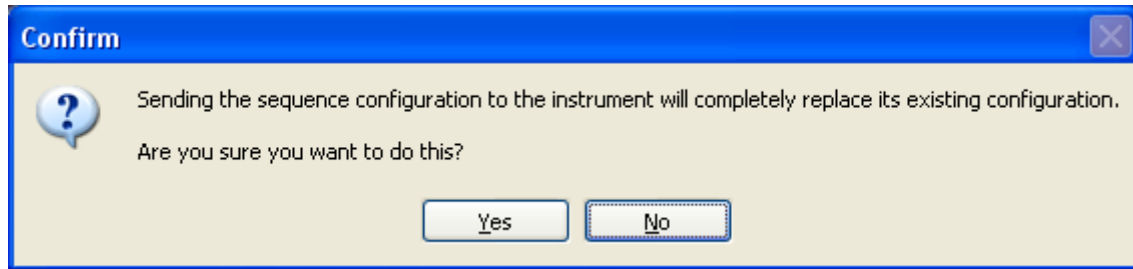 Confirm
Sending the sequence configuration to the instrument will completely replace its existing configuration.
Are you sure you want to do this?
Yes No